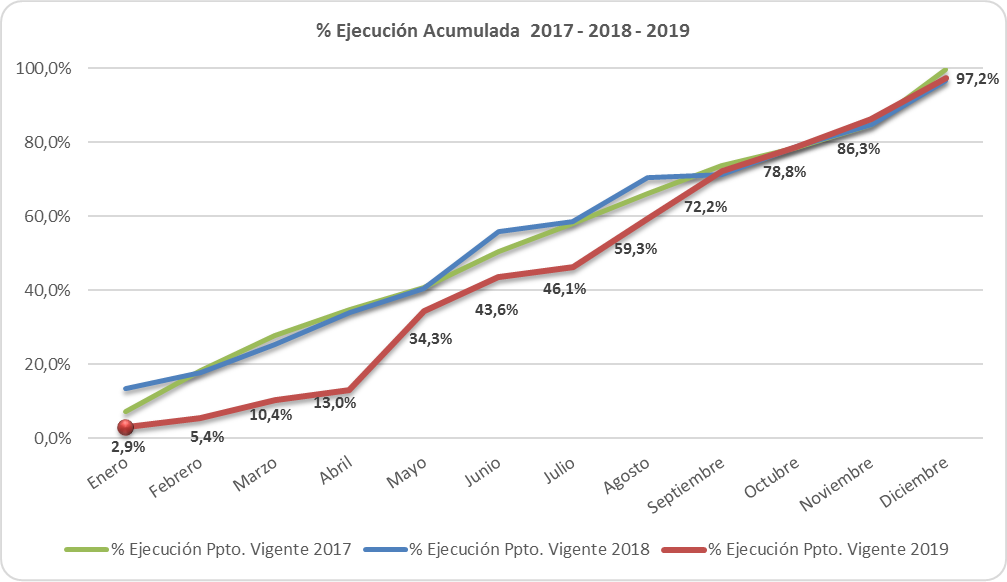 % Ejecución Acumulada 2017 - 2018 - 2019
100,0%
80,0%
60,0%
40,0%
20,0%
0,0%
2,9%
5,4%
10,4%
13,0%
34,3%
43,6%
46,1%
59,3%
72,2%
78,8%
86,3%
97,2%
Enero
Febrero
Marzo
Abril
Mayo
Junio
Julio
Agosto
Septiembre
Octubre
Noviembre
Diciembre
% Ejecución Ppto. Vigente 2017
% Ejecución Ppto. Vigente 2018
% Ejecución Ppto. Vigente 2019